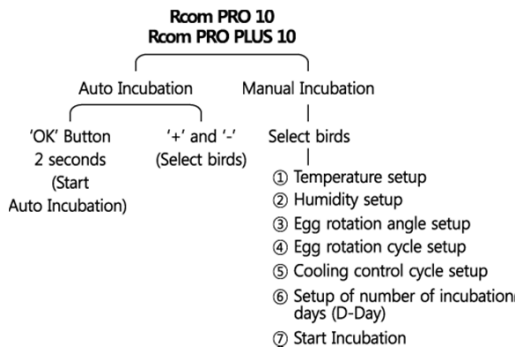 Rcom PRO 10
Rcom PRO PLUS 10
Auto Incubation
Manual Incubation
'OK' Button
2 seconds
(Start
Auto Incubation)
'+' and '-'
(Select birds)
Select birds
① Temperature setup
② Humidity setup
③ Egg rotation angle setup
④ Egg rotation cycle setup
⑤ Cooling control cycle setup
⑥ Setup of number of incubation
days (D-Day)
⑦ Start Incubation